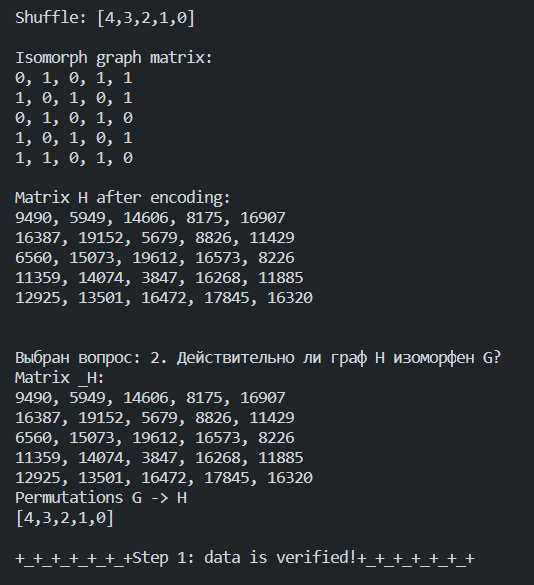 Shuffle: [4,3,2,1,0]
Isomorph graph matrix:
0, 1, 0, 1, 1
1, 0, 1, 0, 1
0, 1, 0, 1, 0
1, 0, 1, 0, 1
1, 1, 0, 1, 0
Matrix H after encoding:
9490, 5949, 14606, 8175, 16907
16387, 19152, 5679, 8826, 11429
6560, 15073, 19612, 16573, 8226
11359, 14074, 3847, 16268, 11885
12925, 13501, 16472, 17845, 16320
Выбран вопрос: 2. Действительно ли граф H изоморфен G?
Matrix _H:
9490, 5949, 14606, 8175, 16907
16387, 19152, 5679, 8826, 11429
6560, 15073, 19612, 16573, 8226
11359, 14074, 3847, 16268, 11885
12925, 13501, 16472, 17845, 16320
Permutations G -> H
[4,3,2,1,0]
+_+_+_+_+_+_+Step 1: data is verified!+_+_+_+_+_+_+